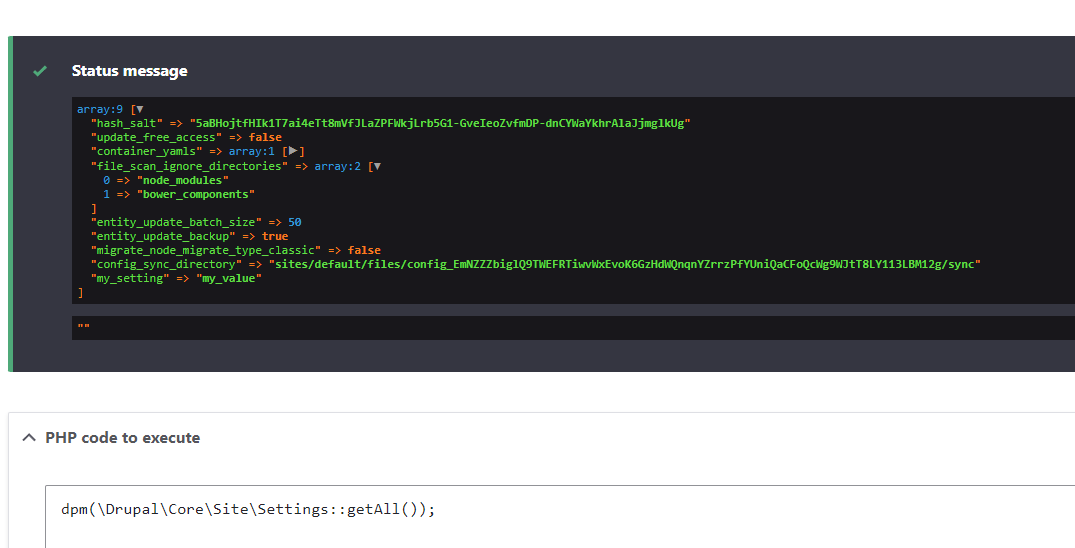 Status message
array:9 [▼
"hash_salt" => "5aBHojtfHIk1T7ai4eTt8mVfJLaZPFWkjLrb5G1-GveIeoZvfmDP-dnCYWaYkhrAlaJjmglkUg"
"update_free_access" => false
"container_yamls" => array:1 [▶]
"file_scan_ignore_directories" => array:2 [▼
0 => "node_modules"
1 => "bower_components"
]
"entity_update_batch_size" => 50
"entity_update_backup" => true
"migrate_node_migrate_type_classic" => false
"config_sync_directory" => "sites/default/files/config_EmNZZZbiglQ9TWEFRTiwvWxEvoK6GzHdWQnqnYZrrzPfYUniQaCFoQcWg9WJtT8LY113LBM12g/sync"
"my_setting" => "my_value"
]
""
PHP code to execute
dpm(\Drupal\Core\Site\Settings::getAll());